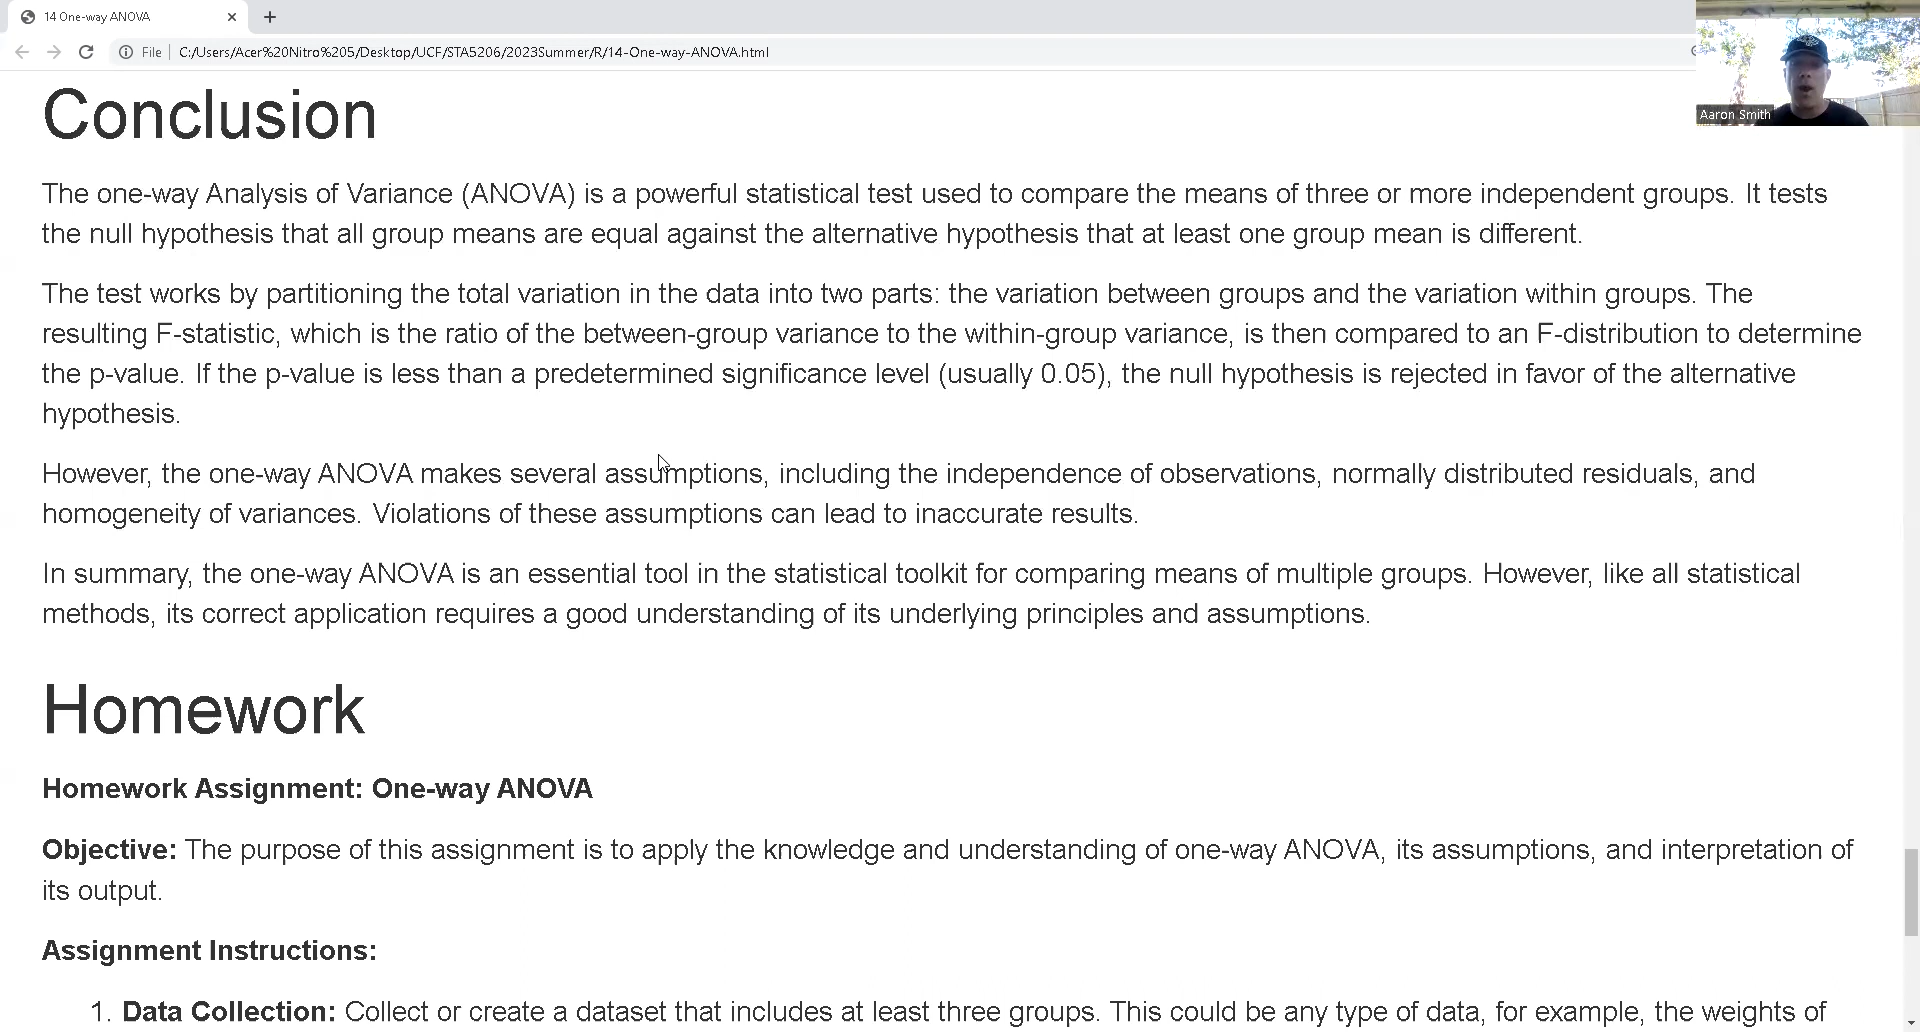 14 One-way ANOVA
File
C:/Users/Acer%20Nitro%205/Desktop/UCF/STA5206/2023Summer/R/14-One-way-ANOVA.html
Aaron Smith
Conclusion
The one-way Analysis of Variance (ANOVA) is a powerful statistical test used to compare the means of three or more independent groups. It tests
the null hypothesis that all group means are equal against the alternative hypothesis that at least one group mean is different.
The test works by partitioning the total variation in the data into two parts: the variation between groups and the variation within groups. The
resulting F-statistic, which is the ratio of the between-group variance to the within-group variance, is then compared to an F-distribution to determine
the p-value. If the p-value is less than a predetermined significance level (usually 0.05), the null hypothesis is rejected in favor of the alternative
hypothesis.
However, the one-way ANOVA makes several assumptions, including the independence of observations, normally distributed residuals, and
homogeneity of variances. Violations of these assumptions can lead to inaccurate results.
In summary, the one-way ANOVA is an essential tool in the statistical toolkit for comparing means of multiple groups. However, like all statistical
methods, its correct application requires a good understanding of its underlying principles and assumptions.
Homework
Homework Assignment: One-way ANOVA
Objective: The purpose of this assignment is to apply the knowledge and understanding of one-way ANOVA, its assumptions, and interpretation of
its output.
Assignment Instructions:
1. Data Collection: Collect or create a dataset that includes at least three groups. This could be any type of data, for example, the weights of